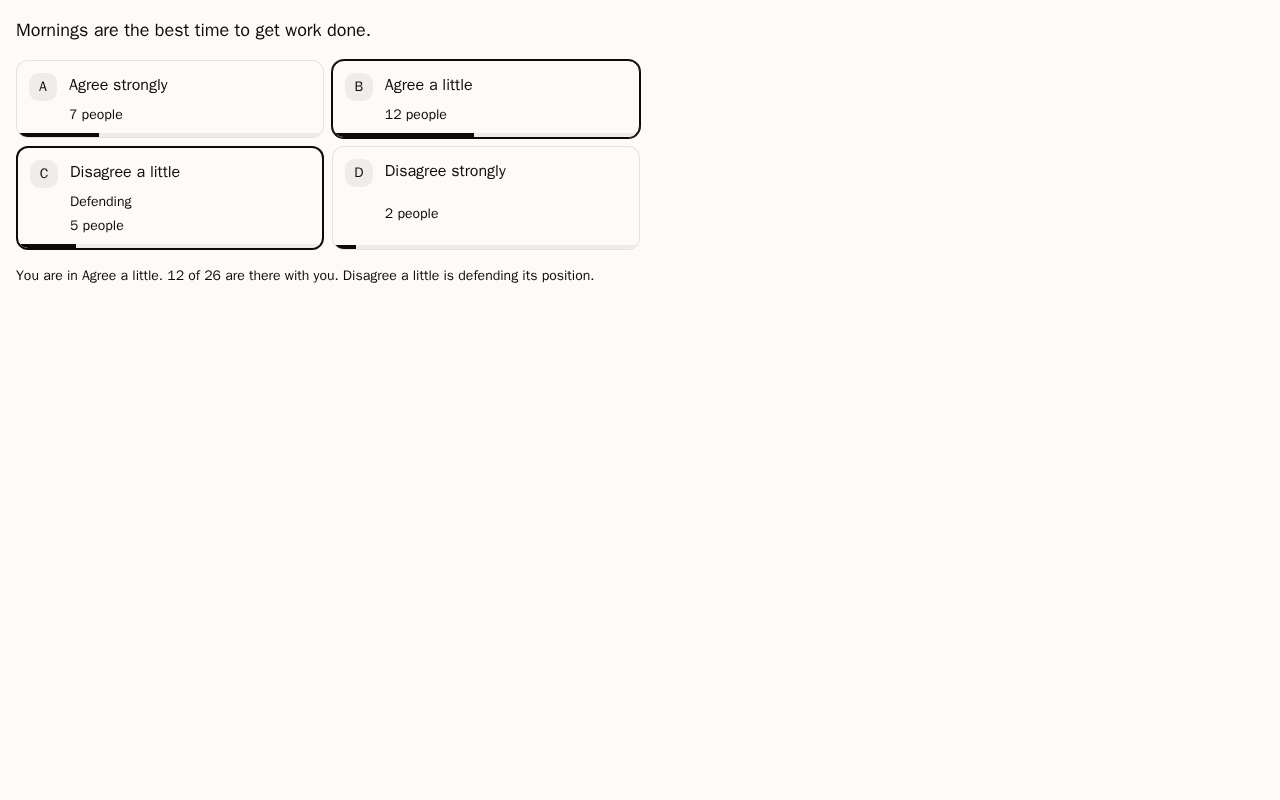 Mornings are the best time to get work done.
A Agree strongly
7 people
B Agree a little
12 people
C Disagree a little
Defending
5 people
D Disagree strongly
2 people
You are in Agree a little. 12 of 26 are there with you. Disagree a little is defending its position.